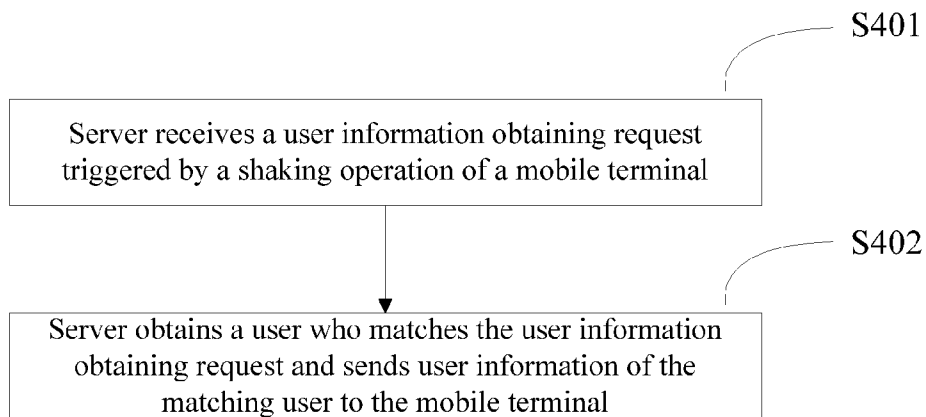 S401
Server receives a user information obtaining request
triggered by a shaking operation of a mobile terminal
S402
Server obtains a user who matches the user information
obtaining request and sends user information of the
matching user to the mobile terminal